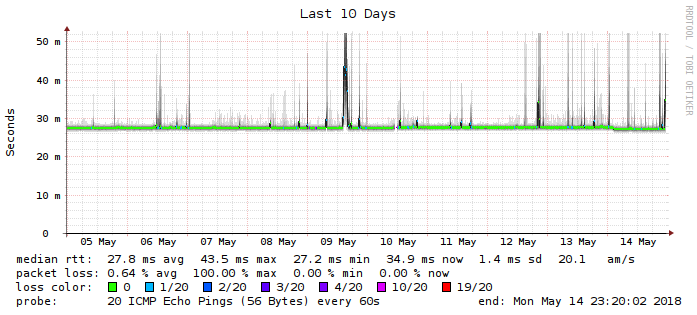 Last 10 Days
RRDTOOL / TOBI OETIKER
Seconds
50 m
40 m
30 m
20 m
10 m
0
05 May 06 May 07 May 08 May 09 May 10 May 11 May 12 May 13 May 14 May
median rtt: 27.8 ms avg 43.5 ms max 27.2 ms min 34.9 ms now 1.4 ms sd 20.1 am/s
packet loss: 0.64 % avg 100.00 % max 0.00 % min 0.00 % now
loss color: 0 1/20 2/20 3/20 4/20 10/20 19/20
probe: 20 ICMP Echo Pings (56 Bytes) every 60s end: Mon May 14 23:20:02 2018